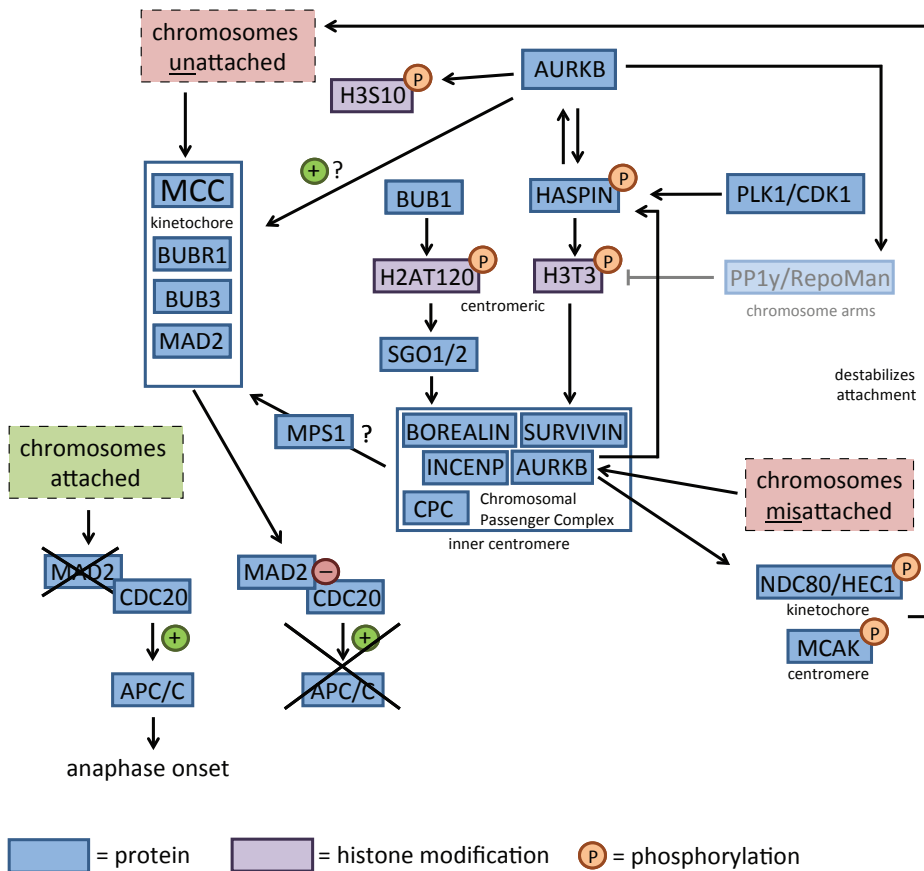 chromosomes
unattached
AURKB
P
H3S10
+ ?
MCC
kinetochore
BUBR1
BUB3
MAD2
BUB1
P
HASPIN
PLK1/CDK1
P
H2AT120
P
H3T3
centromeric
PP1y/RepoMan
chromosome arms
SGO1/2
destabilizes
attachment
MPS1 ?
BOREALIN
SURVIVIN
INCENP
AURKB
CPC
Chromosomal
Passenger Complex
inner centromere
chromosomes
attached
chromosomes
misattached
MAD2
CDC20
+
APC/C
anaphase onset
MAD2
−
CDC20
+
APC/C
P
NDC80/HEC1
kinetochore
P
MCAK
centromere
= protein
= histone modification
P = phosphorylation